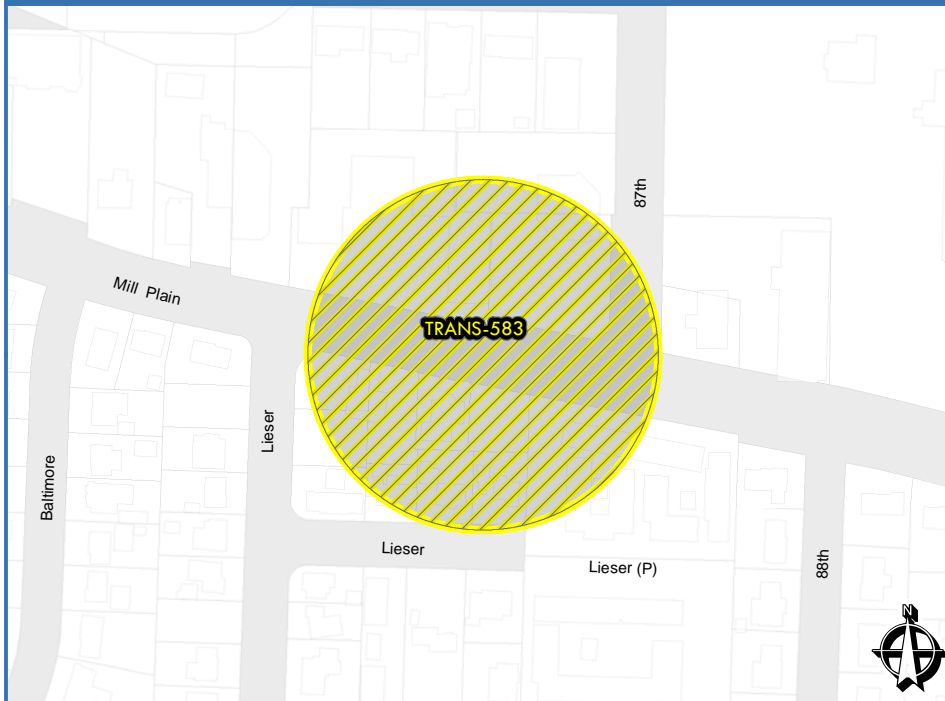 87th
Mill Plain
TRANS-583
Lieser
Baltimore
Lieser
Lieser (P)
88th
N